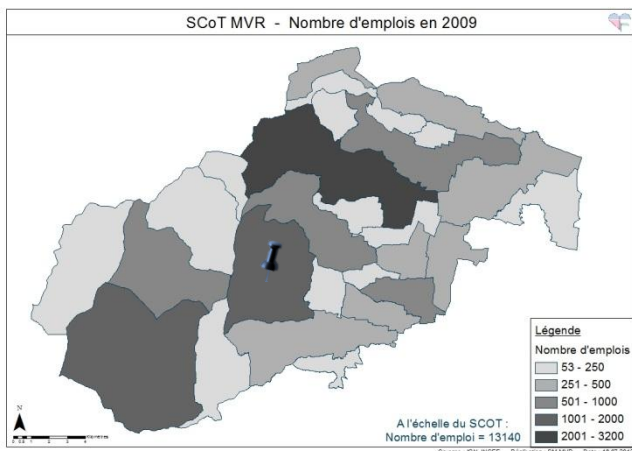 SCoT MVR - Nombre d'emplois en 2009
N
Légende
Nombre d'emplois
53 - 250
251 - 500
501 - 1000
1001 - 2000
2001 - 3200
A l'échelle du SCOT :
Nombre d'emploi = 13140